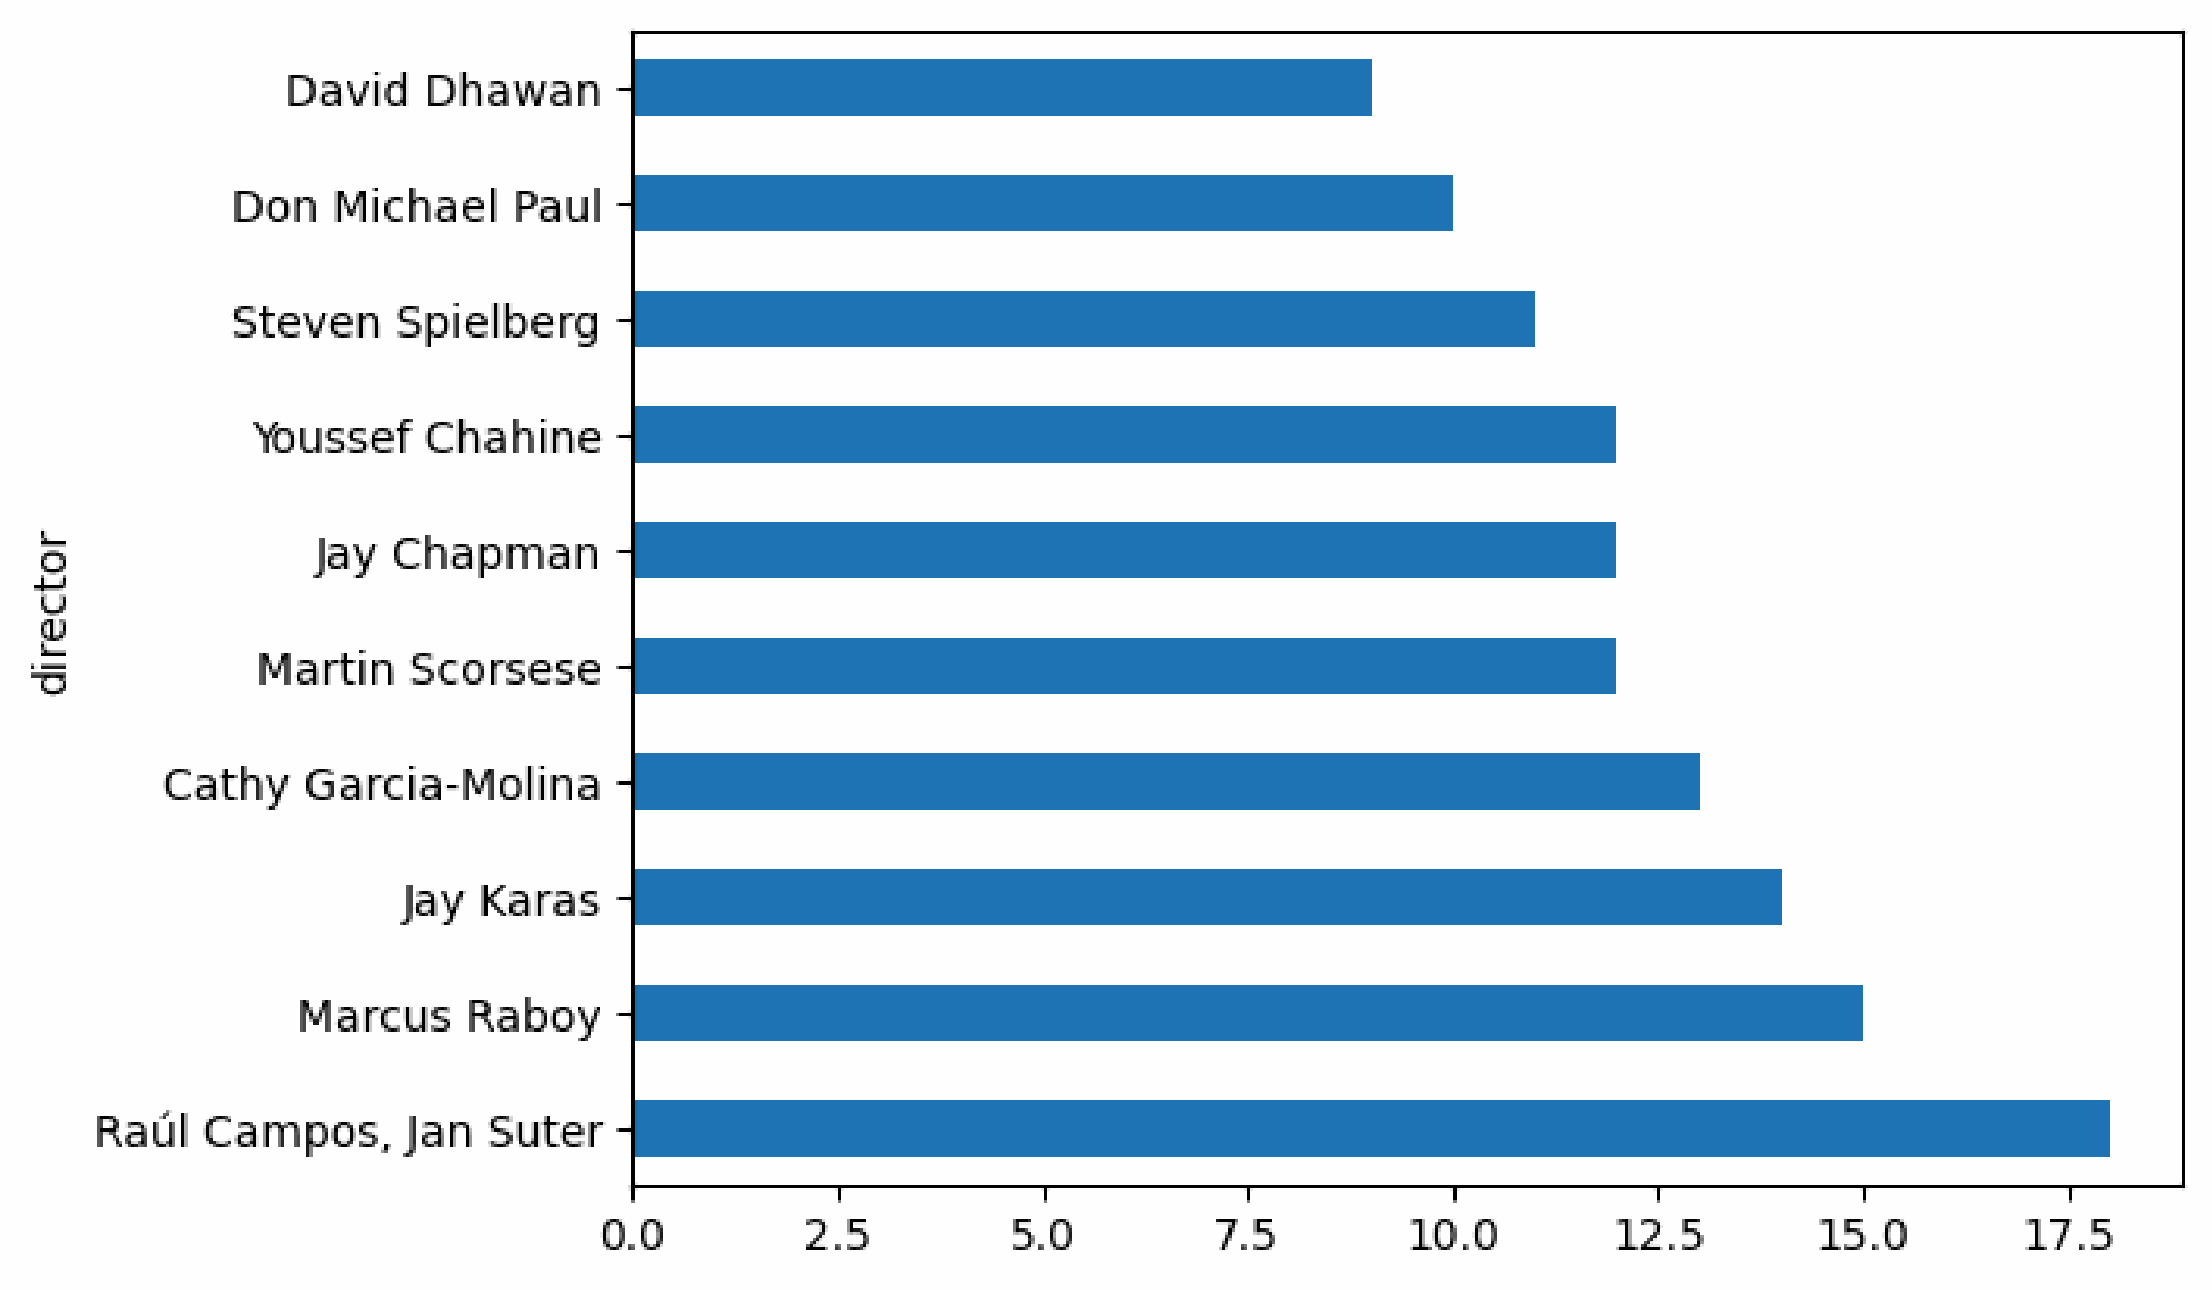 David Dhawan
Don Michael Paul
Steven Spielberg
Youssef Chahine
Jay Chapman
director
Martin Scorsese
Cathy Garcia-Molina
Jay Karas
Marcus Raboy
Raúl Campos, Jan Suter
0.0 2.5 5.0 7.5 10.0 12.5 15.0 17.5